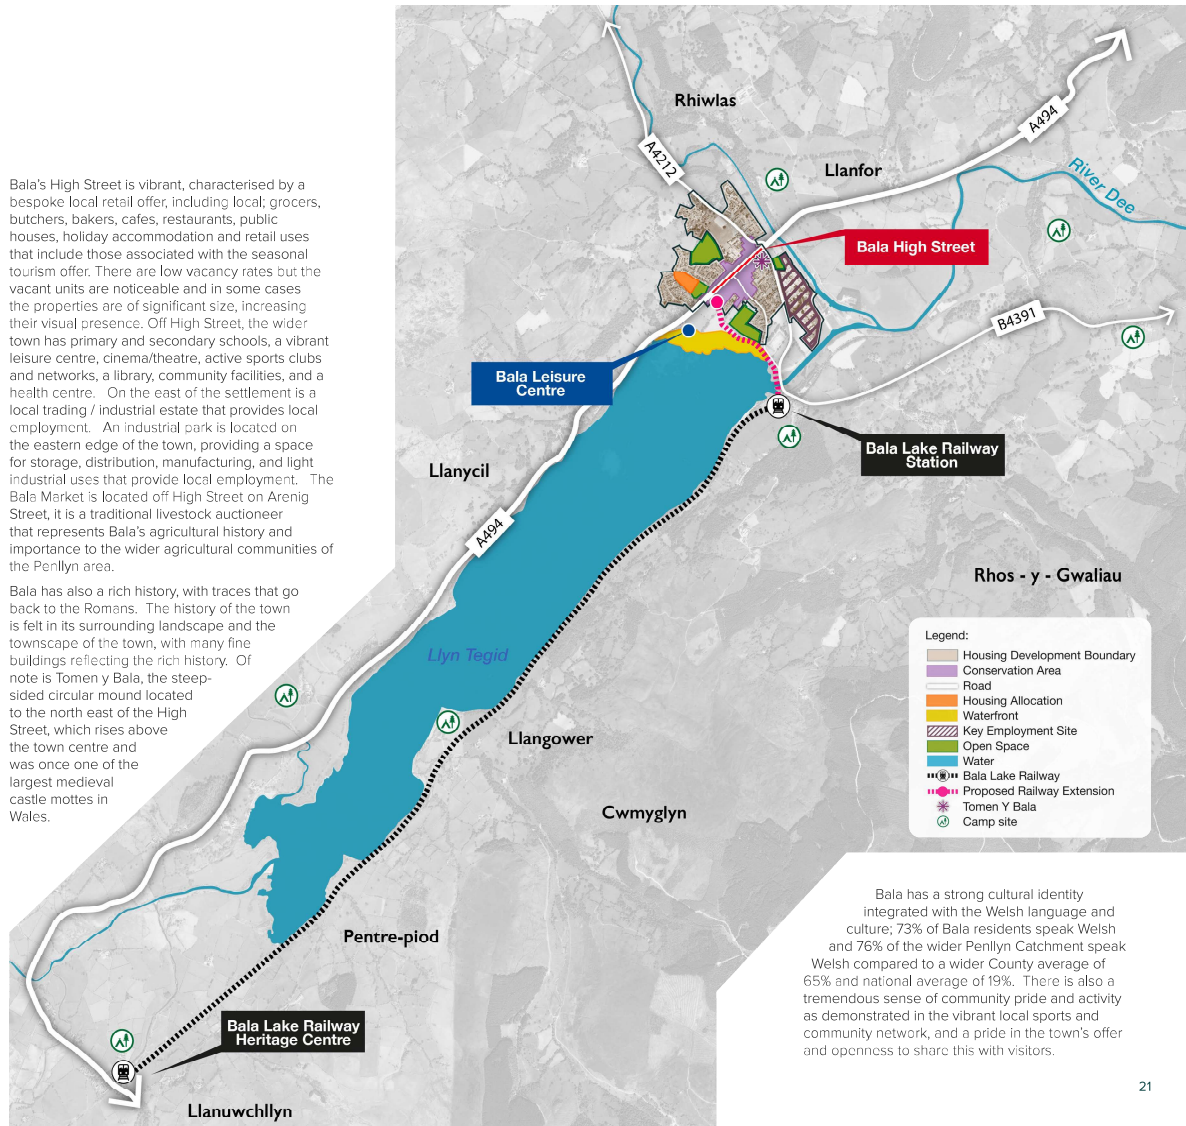 Bala's High Street is vibrant, characterised by a
bespoke local retail offer, including local; grocers,
butchers, bakers, cafes, restaurants, public
houses, holiday accommodation and retail uses
that include those associated with the seasonal
tourism offer. There are low vacancy rates but the
vacant units are noticeable and in some cases
the properties are of significant size, increasing
their visual presence. Off High Street, the wider
town has primary and secondary schools, a vibrant
leisure centre, cinema/theatre, active sports clubs
and networks, a library, community facilities, and a
health centre. On the east of the settlement is a
local trading / industrial estate that provides local
employment. An industrial park is located on
the eastern edge of the town, providing a space
for storage, distribution, manufacturing, and light
industrial uses that provide local employment. The
Bala Market is located off High Street on Arenig
Street, it is a traditional livestock auctioneer
that represents Bala's agricultural history and
importance to the wider agricultural communities of
the Penllyn area.
Bala has also a rich history, with traces that go
back to the Romans. The history of the town
is felt in its surrounding landscape and the
townscape of the town, with many fine
buildings reflecting the rich history. Of
note is Tomen y Bala, the steep-
sided circular mound located
to the north east of the High
Street, which rises above
the town centre and
was once one of the
largest medieval
castle mottes in
Wales.
Rhiwlas
A494
A4212
Llanfor
River Dee
Bala High Street
B4391
Bala Leisure
Centre
Bala Lake Railway
Station
Llanycil
A494
Rhos - y - Gwaliau
Llyn Tegid
Llangower
Cwmyglyn
Pentre-piod
Bala Lake Railway
Heritage Centre
Llanuwchllyn
Legend:
Housing Development Boundary
Conservation Area
Road
Housing Allocation
Waterfront
Key Employment Site
Open Space
Water
Bala Lake Railway
Proposed Railway Extension
Tomen Y Bala
Camp site
Bala has a strong cultural identity
integrated with the Welsh language and
culture; 73% of Bala residents speak Welsh
and 76% of the wider Penllyn Catchment speak
Welsh compared to a wider County average of
65% and national average of 19%. There is also a
tremendous sense of community pride and activity
as demonstrated in the vibrant local sports and
community network, and a pride in the town's offer
and openness to share this with visitors.
21